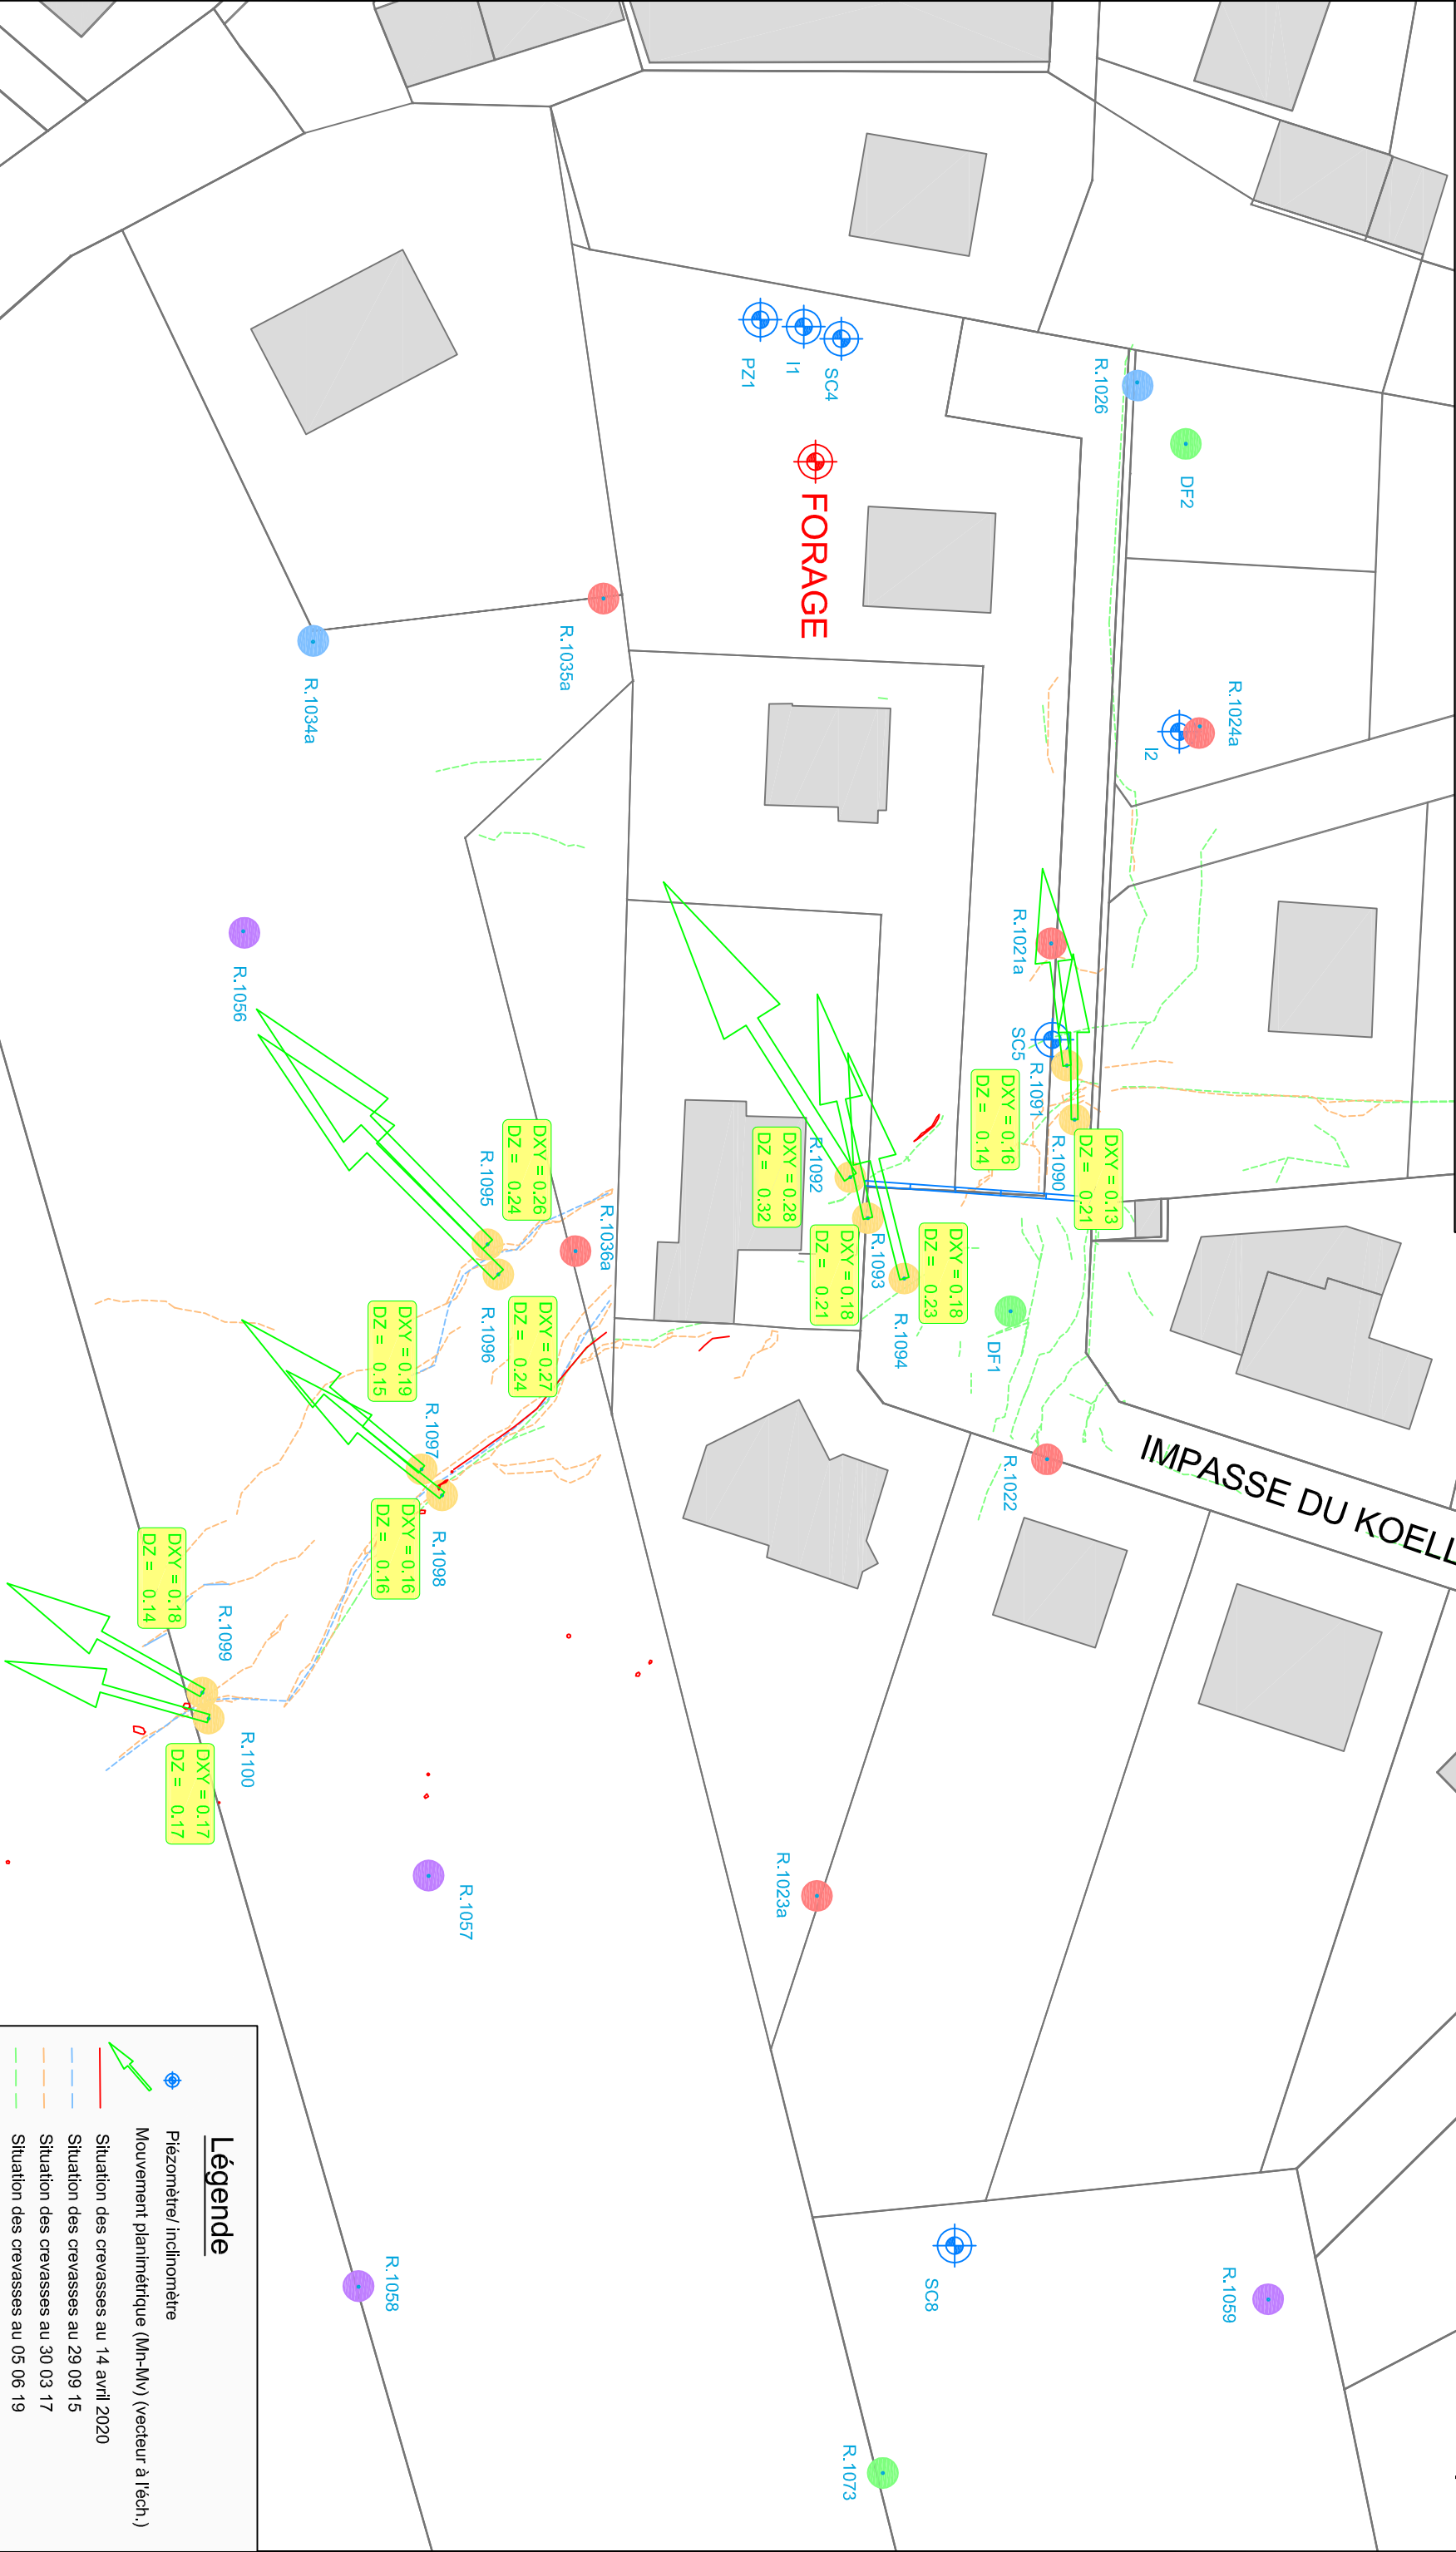 PZ1
I1
SC4
FORAGE
R.1026
DF2
R.1024a
I2
R.1035a
R.1034a
R.1056
R.1021a
SC5
R.1091
DXY = 0.16
DZ = 0.14
R.1090
DXY = 0.13
DZ = 0.21
R.1092
DXY = 0.28
DZ = 0.32
R.1093
DXY = 0.18
DZ = 0.21
R.1094
DXY = 0.18
DZ = 0.23
DF1
R.1022
IMPASSE DU KOELL
R.1095
DXY = 0.26
DZ = 0.24
R.1036a
R.1096
DXY = 0.27
DZ = 0.24
R.1097
DXY = 0.19
DZ = 0.15
R.1098
DXY = 0.16
DZ = 0.16
R.1099
DXY = 0.18
DZ = 0.14
R.1100
DXY = 0.17
DZ = 0.17
R.1057
R.1023a
R.1058
SC8
R.1059
R.1073
Légende
Piézomètre/ inclinomètre
Mouvement planimétrique (Mn-Mv) (vecteur à l'éch.)
Situation des crevasses au 14 avril 2020
Situation des crevasses au 29 09 15
Situation des crevasses au 30 03 17
Situation des crevasses au 05 06 19